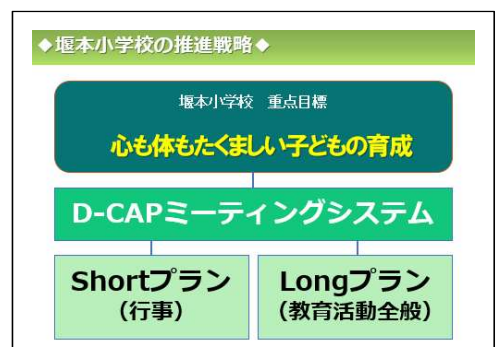 ◆堰本小学校の推進戦略◆
堰本小学校 重点目標
心も体もたくましい子どもの育成
D-CAPミーティングシステム
Shortプラン
(行事)
Longプラン
(教育活動全般)